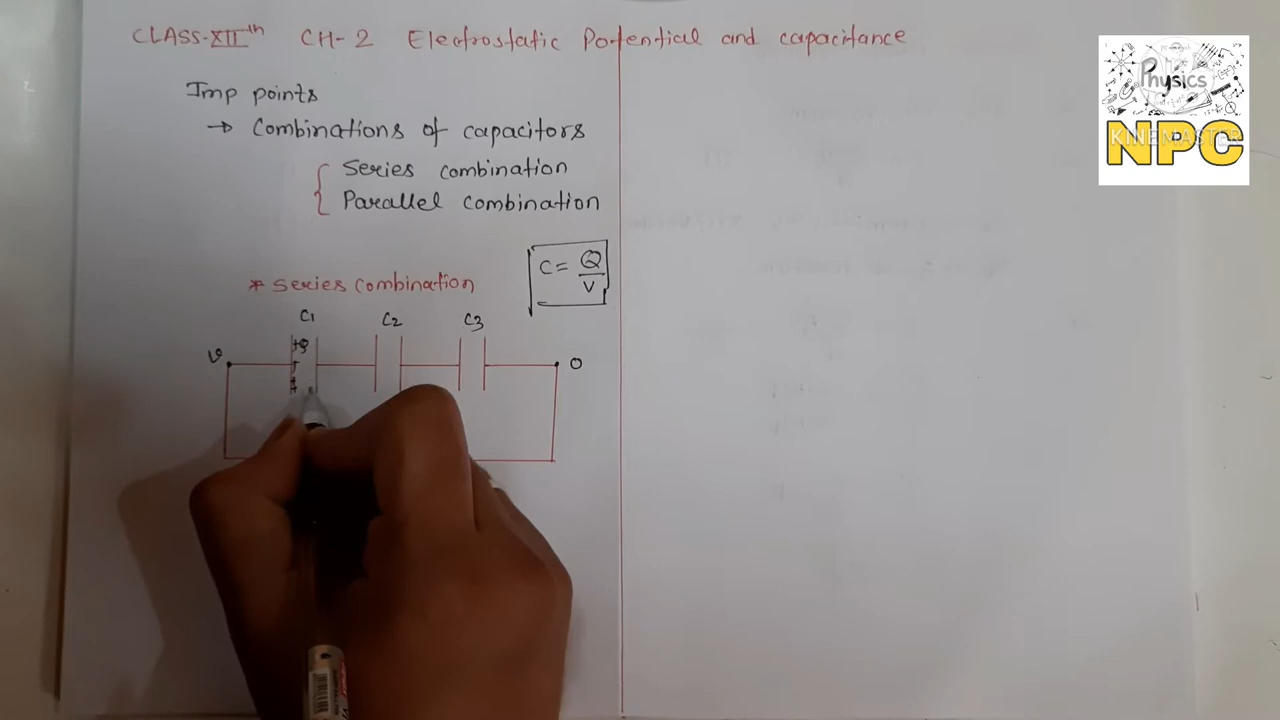 CLASS-XIIth CH-2 Electrostatic Potential and capacitance
Imp points
→ Combinations of capacitors
Series combination
Parallel combination
C = Q/V
* Series combination
C1 C2 C3
+Q
V 0
Physics
NPC
KINEMASTER